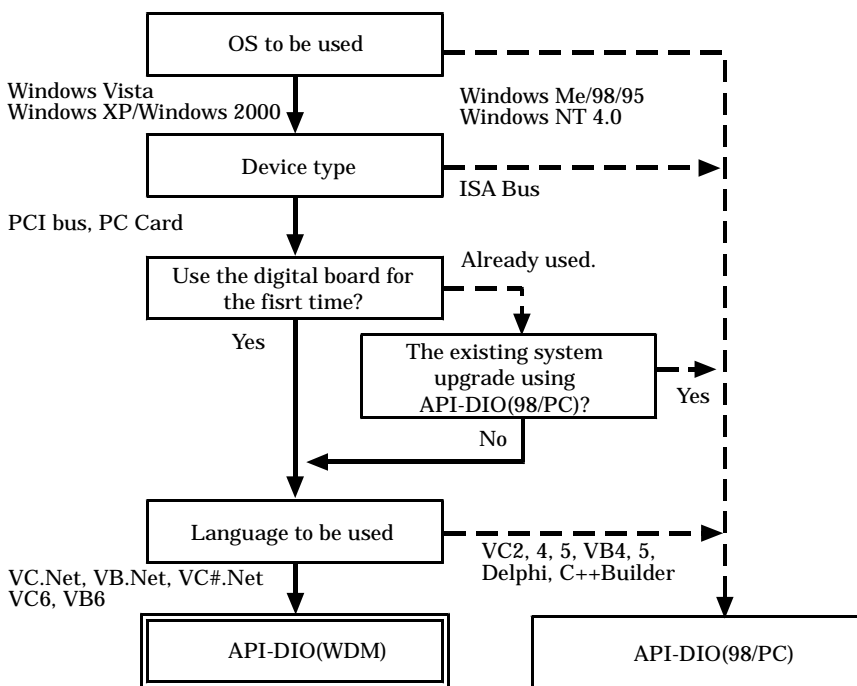 OS to be used
Windows Vista
Windows XP/Windows 2000
Windows Me/98/95
Windows NT 4.0
Device type
ISA Bus
PCI bus, PC Card
Use the digital board for
the fisrt time?
Already used.
Yes
The existing system
upgrade using
API-DIO(98/PC)?
Yes
No
Language to be used
VC2, 4, 5, VB4, 5,
Delphi, C++Builder
VC.Net, VB.Net, VC#.Net
VC6, VB6
API-DIO(WDM)
API-DIO(98/PC)